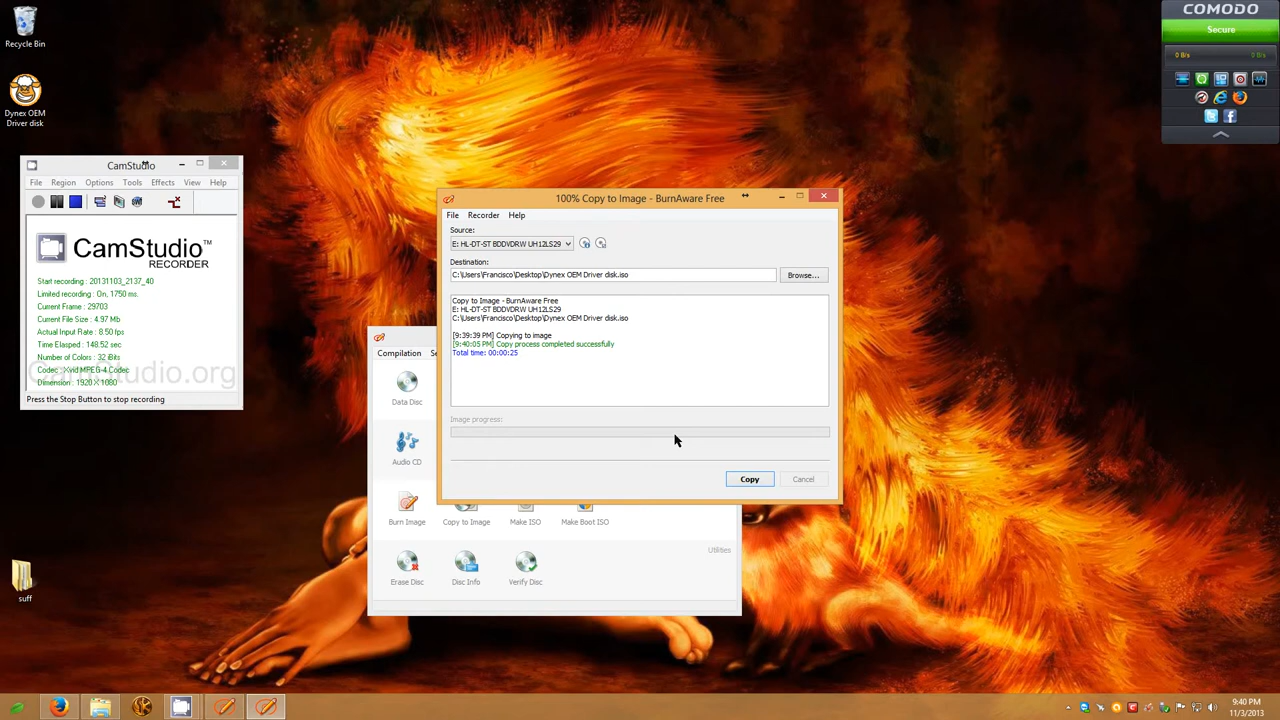 Recycle Bin
Dynex OEM
Driver disk
suff
COMODO
Secure
0 B/s
0 B/s
CamStudio
File Region Options Tools Effects View Help
CamStudio™
RECORDER
Start recording : 20131103_2137_40
Limited recording : On, 1750 ms.
Current Frame : 29703
Current File Size : 4.97 Mb
Actual Input Rate : 8.50 fps
Time Elasped : 148.52 sec
Number of Colors : 32 Bits
Codec : Xvid MPEG-4 Codec
Dimension : 1920 X 1080
CamStudio.org
Press the Stop Button to stop recording
100% Copy to Image - BurnAware Free
File Recorder Help
Source:
E: HL-DT-ST BDDVDRW UH12LS29
Destination:
C:\Users\Francisco\Desktop\Dynex OEM Driver disk.iso
Browse...
Copy to Image - BurnAware Free
E: HL-DT-ST BDDVDRW UH12LS29
C:\Users\Francisco\Desktop\Dynex OEM Driver disk.iso
[9:39:39 PM] Copying to image
[9:40:05 PM] Copy process completed successfully
Total time: 00:00:25
Image progress:
Copy
Cancel
Compilation Se
Data Disc
Audio CD
Burn Image
Copy to Image
Make ISO
Make Boot ISO
Utilities
Erase Disc
Disc Info
Verify Disc
9:40 PM
11/3/2013